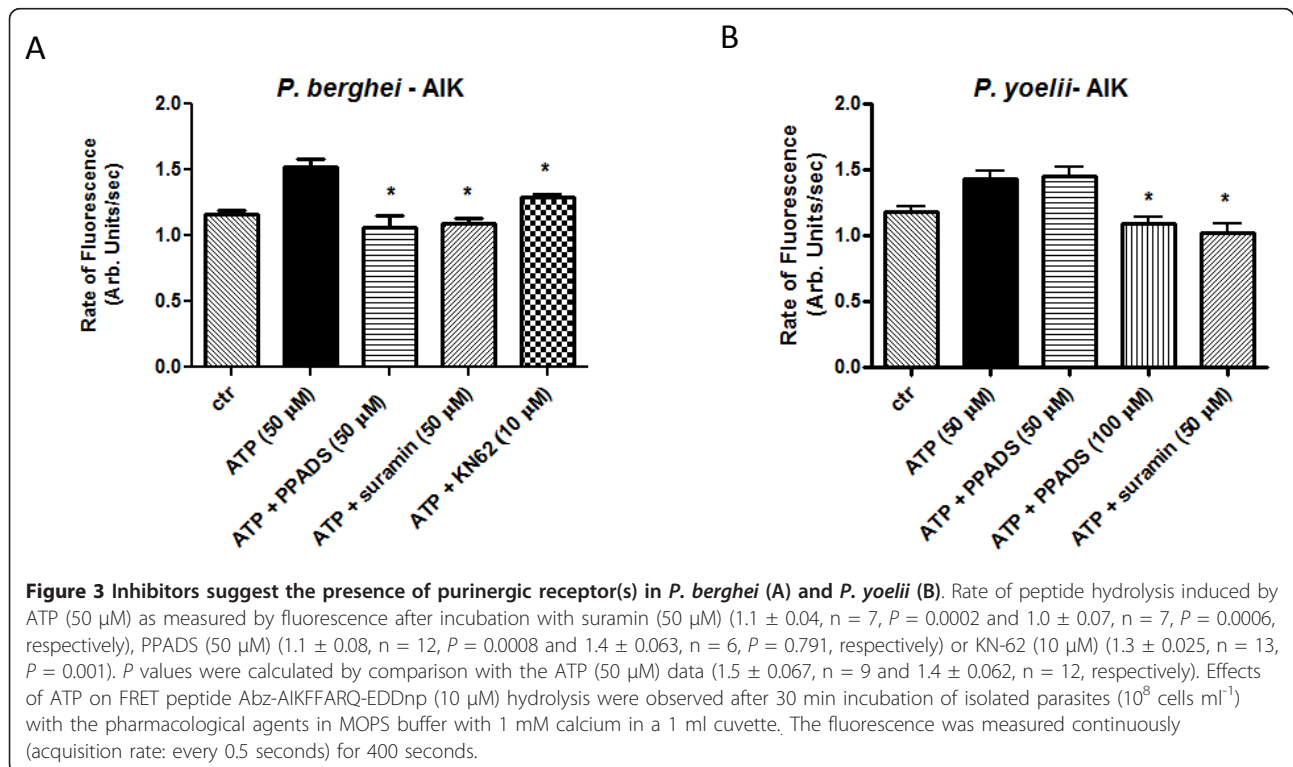 A
P. berghei - AIK
Rate of Fluorescence
(Arb. Units/sec)
2.0
1.5
1.0
0.5
0.0
*
*
*
ctr
ATP (50 µM)
ATP + PPADS (50 µM)
ATP + suramin (50 µM)
ATP + KN62 (10 µM)
B
P. yoelii- AIK
Rate of Fluorescence
(Arb. Units/sec)
2.0
1.5
1.0
0.5
0.0
*
*
ctr
ATP (50 µM)
ATP + PPADS (50 µM)
ATP + PPADS (100 µM)
ATP + suramin (50 µM)
Figure 3 Inhibitors suggest the presence of purinergic receptor(s) in P. berghei (A) and P. yoelii (B). Rate of peptide hydrolysis induced by
ATP (50 μM) as measured by fluorescence after incubation with suramin (50 μM) (1.1 ± 0.04, n = 7, P = 0.0002 and 1.0 ± 0.07, n = 7, P = 0.0006,
respectively), PPADS (50 μM) (1.1 ± 0.08, n = 12, P = 0.0008 and 1.4 ± 0.063, n = 6, P = 0.791, respectively) or KN-62 (10 μM) (1.3 ± 0.025, n = 13,
P = 0.001). P values were calculated by comparison with the ATP (50 μM) data (1.5 ± 0.067, n = 9 and 1.4 ± 0.062, n = 12, respectively). Effects
of ATP on FRET peptide Abz-AIKFFARQ-EDDnp (10 μM) hydrolysis were observed after 30 min incubation of isolated parasites (10⁸ cells ml⁻¹)
with the pharmacological agents in MOPS buffer with 1 mM calcium in a 1 ml cuvette. The fluorescence was measured continuously
(acquisition rate: every 0.5 seconds) for 400 seconds.